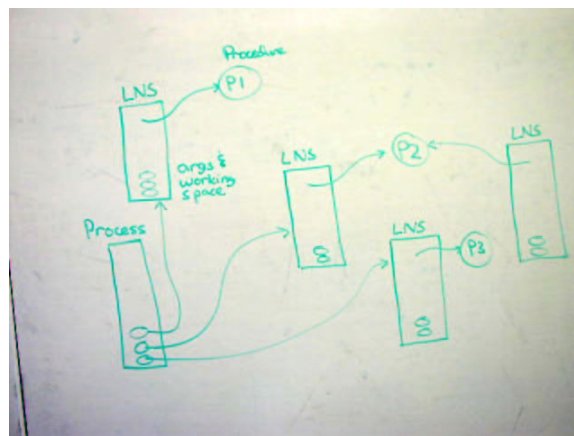 Procedure
P1
LNS
args &
working
space
LNS
P2
LNS
Process
LNS
P3